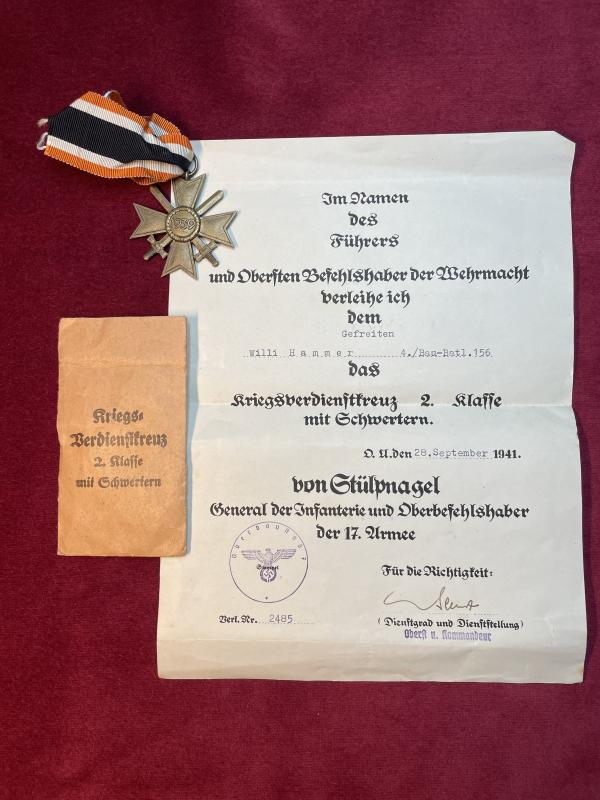 1939
Kriegs-
Verdienstkreuz
2. Klasse
mit Schwertern
Im Namen
des
Führers
und Obersten Befehlshaber der Wehrmacht
verleihe ich
dem
Gefreiten
Willi Hammer 4./Bau-Batl.156
das
Kriegsverdienstkreuz 2. Klasse
mit Schwertern.
O. U. den 28. September 1941.
von Stülpnagel
General der Infanterie und Oberbefehlshaber
der 17. Armee
Für die Richtigkeit:
(Dienstgrad und Dienststellung)
Oberst u. Kommandeur
Verl. Nr. 2485